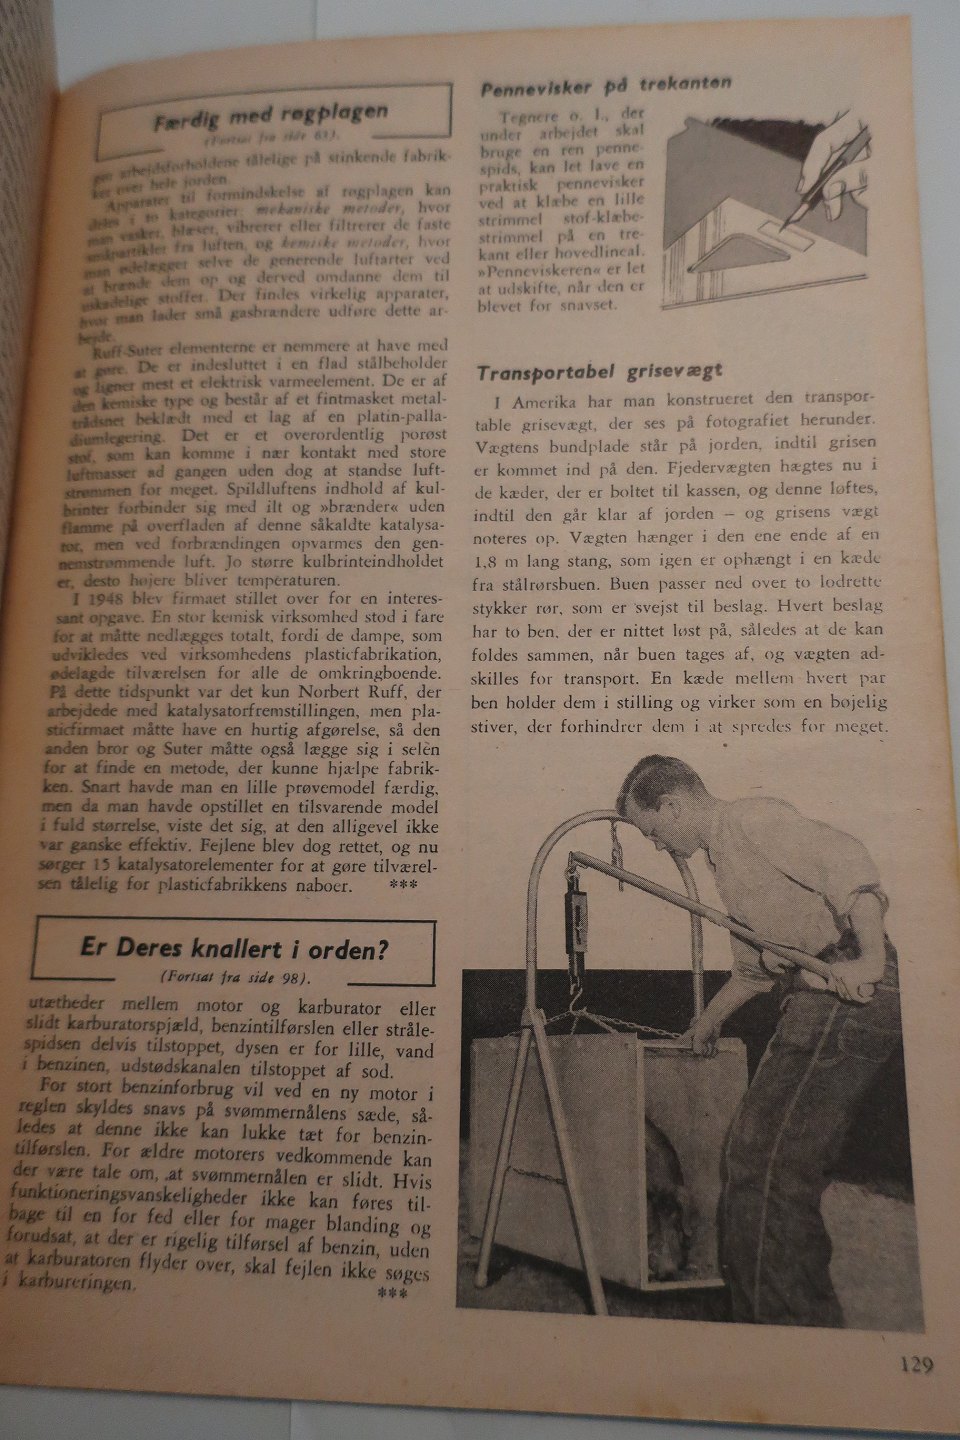 Færdig med røgplagen
(Fortsat fra side 63).
gør arbejdsforholdene tålelige på stinkende fabrik-
ker over hele jorden.
Apparater til formindskelse af røgplagen kan
deles i to kategorier: mekaniske metoder, hvor
man vasker, blæser, vibrerer eller filtrerer de faste
småpartikler fra luften, og kemiske metoder, hvor
man ødelægger selve de generende luftarter ved
at brænde dem op og derved omdanne dem til
uskadelige stoffer. Der findes virkelig apparater,
hvor man lader små gasbrændere udføre dette ar-
bejde.
Ruff-Suter elementerne er nemmere at have med
at gøre. De er indesluttet i en flad stålbeholder
og ligner mest et elektrisk varmeelement. De er af
den kemiske type og består af et fintmasket metal-
trådsnet beklædt med et lag af en platin-palla-
diumlegering. Det er et overordentlig porøst
stof, som kan komme i nær kontakt med store
luftmasser ad gangen uden dog at standse luft-
strømmen for meget. Spildluftens indhold af kul-
brinter forbinder sig med ilt og »brænder« uden
flamme på overfladen af denne såkaldte katalysa-
tor, men ved forbrændingen opvarmes den gen-
nemstrømmende luft. Jo større kulbrinteindholdet
er, desto højere bliver temperaturen.
I 1948 blev firmaet stillet over for en interes-
sant opgave. En stor kemisk virksomhed stod i fare
for at måtte nedlægges totalt, fordi de dampe, som
udvikledes ved virksomhedens plasticfabrikation,
ødelagde tilværelsen for alle de omkringboende.
På dette tidspunkt var det kun Norbert Ruff, der
arbejdede med katalysatorfremstillingen, men pla-
sticfirmaet måtte have en hurtig afgørelse, så den
anden bror og Suter måtte også lægge sig i selen
for at finde en metode, der kunne hjælpe fabrik-
ken. Snart havde man en lille prøvemodel færdig,
men da man havde opstillet en tilsvarende model
i fuld størrelse, viste det sig, at den alligevel ikke
var ganske effektiv. Fejlene blev dog rettet, og nu
sørger 15 katalysatorelementer for at gøre tilværel-
sen tålelig for plasticfabrikkens naboer. ***
Er Deres knallert i orden?
(Fortsat fra side 98).
utætheder mellem motor og karburator eller
slidt karburatorspjæld, benzintilførslen eller stråle-
spidsen delvis tilstoppet, dysen er for lille, vand
i benzinen, udstødskanalen tilstoppet af sod.
For stort benzinforbrug vil ved en ny motor i
reglen skyldes snavs på svømmernålens sæde, så-
ledes at denne ikke kan lukke tæt for benzin-
tilførslen. For ældre motorers vedkommende kan
der være tale om, at svømmernålen er slidt. Hvis
funktioneringsvanskeligheder ikke kan føres til-
bage til en for fed eller for mager blanding og
forudsat, at der er rigelig tilførsel af benzin, uden
at karburatoren flyder over, skal fejlen ikke søges
i karbureringen. ***
Pennevisker på trekanten
Tegnere o. l., der
under arbejdet skal
bruge en ren penne-
spids, kan let lave en
praktisk pennevisker
ved at klæbe en lille
strimmel stof-klæbe-
strimmel på en tre-
kant eller hovedlineal.
»Penneviskeren« er let
at udskifte, når den er
blevet for snavset.
Transportabel grisevægt
I Amerika har man konstrueret den transpor-
table grisevægt, der ses på fotografiet herunder.
Vægtens bundplade står på jorden, indtil grisen
er kommet ind på den. Fjedervægten hægtes nu i
de kæder, der er boltet til kassen, og denne løftes,
indtil den går klar af jorden – og grisens vægt
noteres op. Vægten hænger i den ene ende af en
1,8 m lang stang, som igen er ophængt i en kæde
fra stålrørsbuen. Buen passer ned over to lodrette
stykker rør, som er svejst til beslag. Hvert beslag
har to ben, der er nittet løst på, således at de kan
foldes sammen, når buen tages af, og vægten ad-
skilles for transport. En kæde mellem hvert par
ben holder dem i stilling og virker som en bøjelig
stiver, der forhindrer dem i at spredes for meget.
129